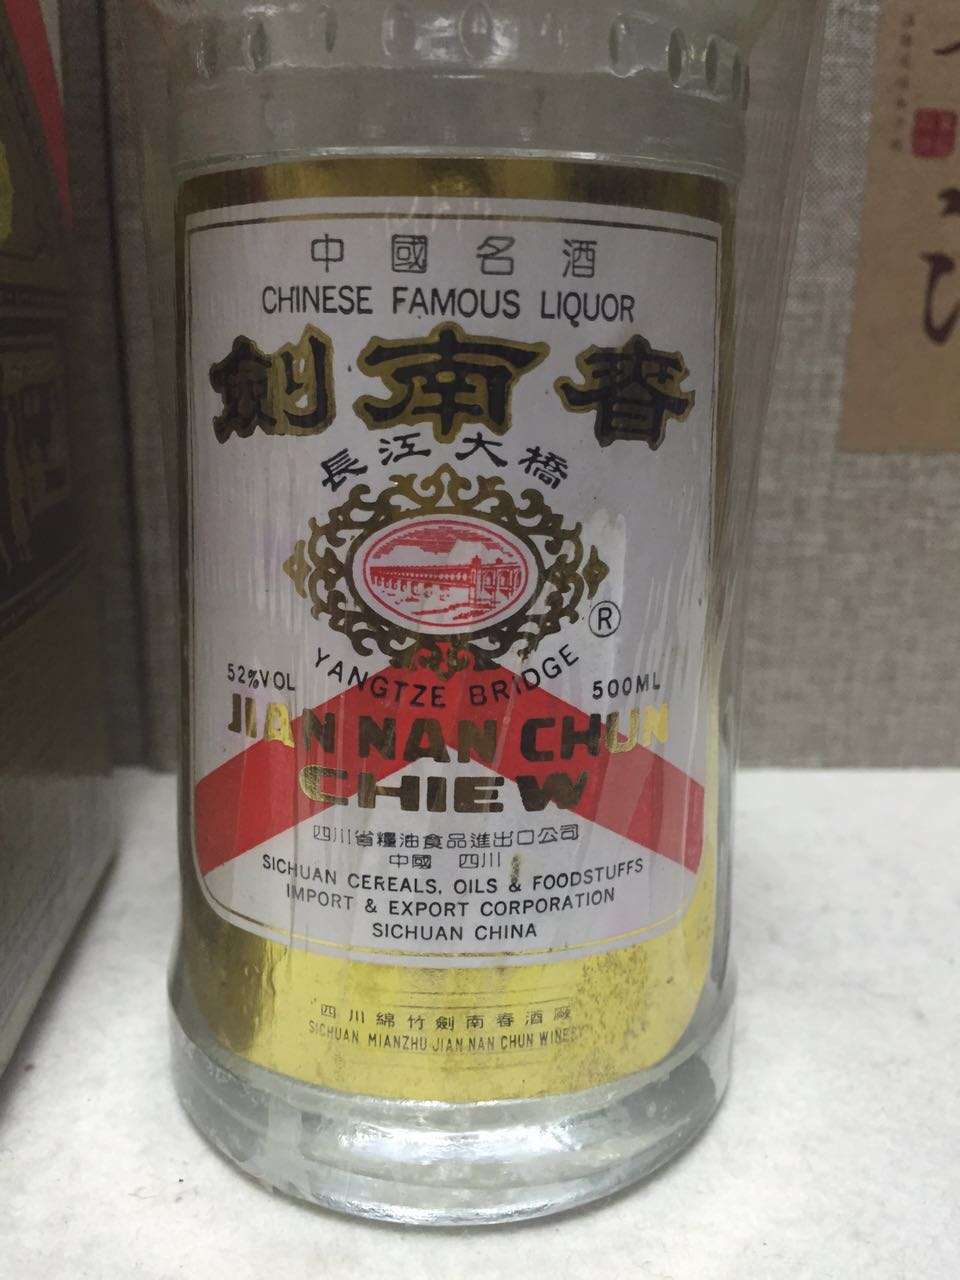 中國名酒
CHINESE FAMOUS LIQUOR
劍南春
長江大橋
®
YANGTZE BRIDGE
52%VOL
500ML
JIAN NAN CHUN
CHIEW
四川省糧油食品進出口公司
中國 四川
SICHUAN CEREALS, OILS & FOODSTUFFS
IMPORT & EXPORT CORPORATION
SICHUAN CHINA
四川綿竹劍南春酒廠
SICHUAN MIANZHU JIAN NAN CHUN WINERY